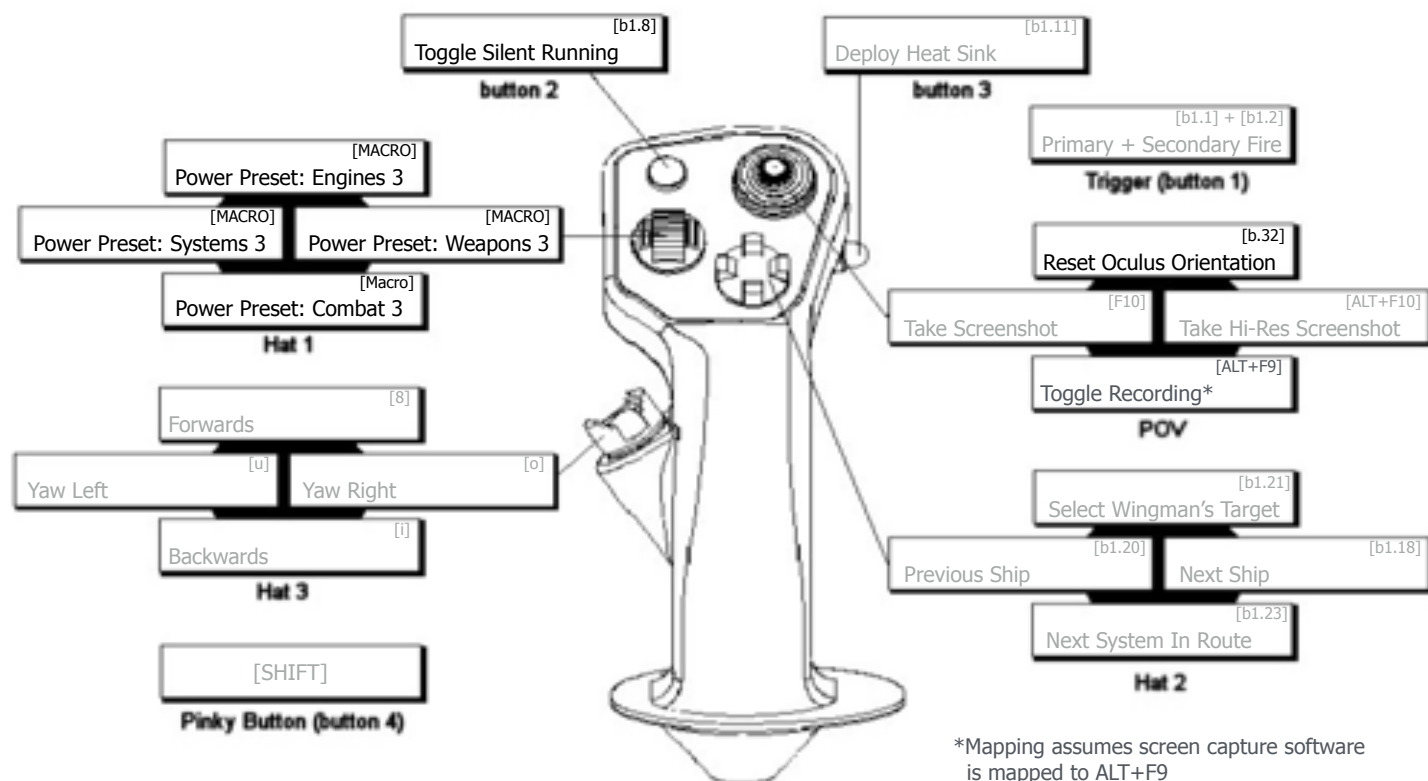 [b1.8]
Toggle Silent Running
button 2
[b1.11]
Deploy Heat Sink
button 3
[b1.1] + [b1.2]
Primary + Secondary Fire
Trigger (button 1)
[MACRO]
Power Preset: Engines 3
[MACRO]
Power Preset: Systems 3
[MACRO]
Power Preset: Weapons 3
[Macro]
Power Preset: Combat 3
Hat 1
[b.32]
Reset Oculus Orientation
[F10]
Take Screenshot
[ALT+F10]
Take Hi-Res Screenshot
[ALT+F9]
Toggle Recording*
POV
[8]
Forwards
[u]
Yaw Left
[o]
Yaw Right
[i]
Backwards
Hat 3
[b1.21]
Select Wingman's Target
[b1.20]
Previous Ship
[b1.18]
Next Ship
[b1.23]
Next System In Route
Hat 2
[SHIFT]
Pinky Button (button 4)
*Mapping assumes screen capture software
is mapped to ALT+F9